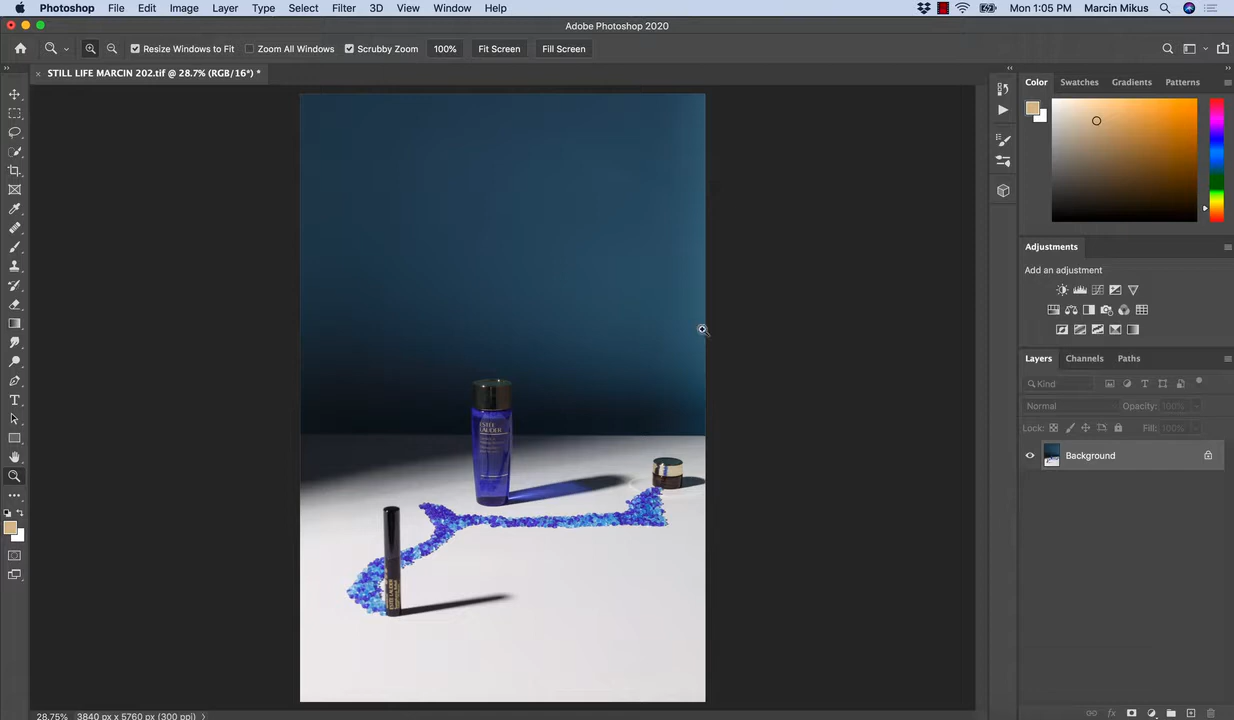 Photoshop File Edit Image Layer Type Select Filter 3D View Window Help Mon 1:05 PM Marcin Mikus
Adobe Photoshop 2020
Resize Windows to Fit Zoom All Windows Scrubby Zoom 100% Fit Screen Fill Screen
STILL LIFE MARCIN 202.tif @ 28.7% (RGB/16*) *
Color Swatches Gradients Patterns
Adjustments
Add an adjustment
Layers Channels Paths
Kind
Normal Opacity: 100%
Lock: Fill: 100%
Background
ESTEE
LAUDER
ESTEE LAUDER
28.75% 3840 px x 5760 px (300 ppi)